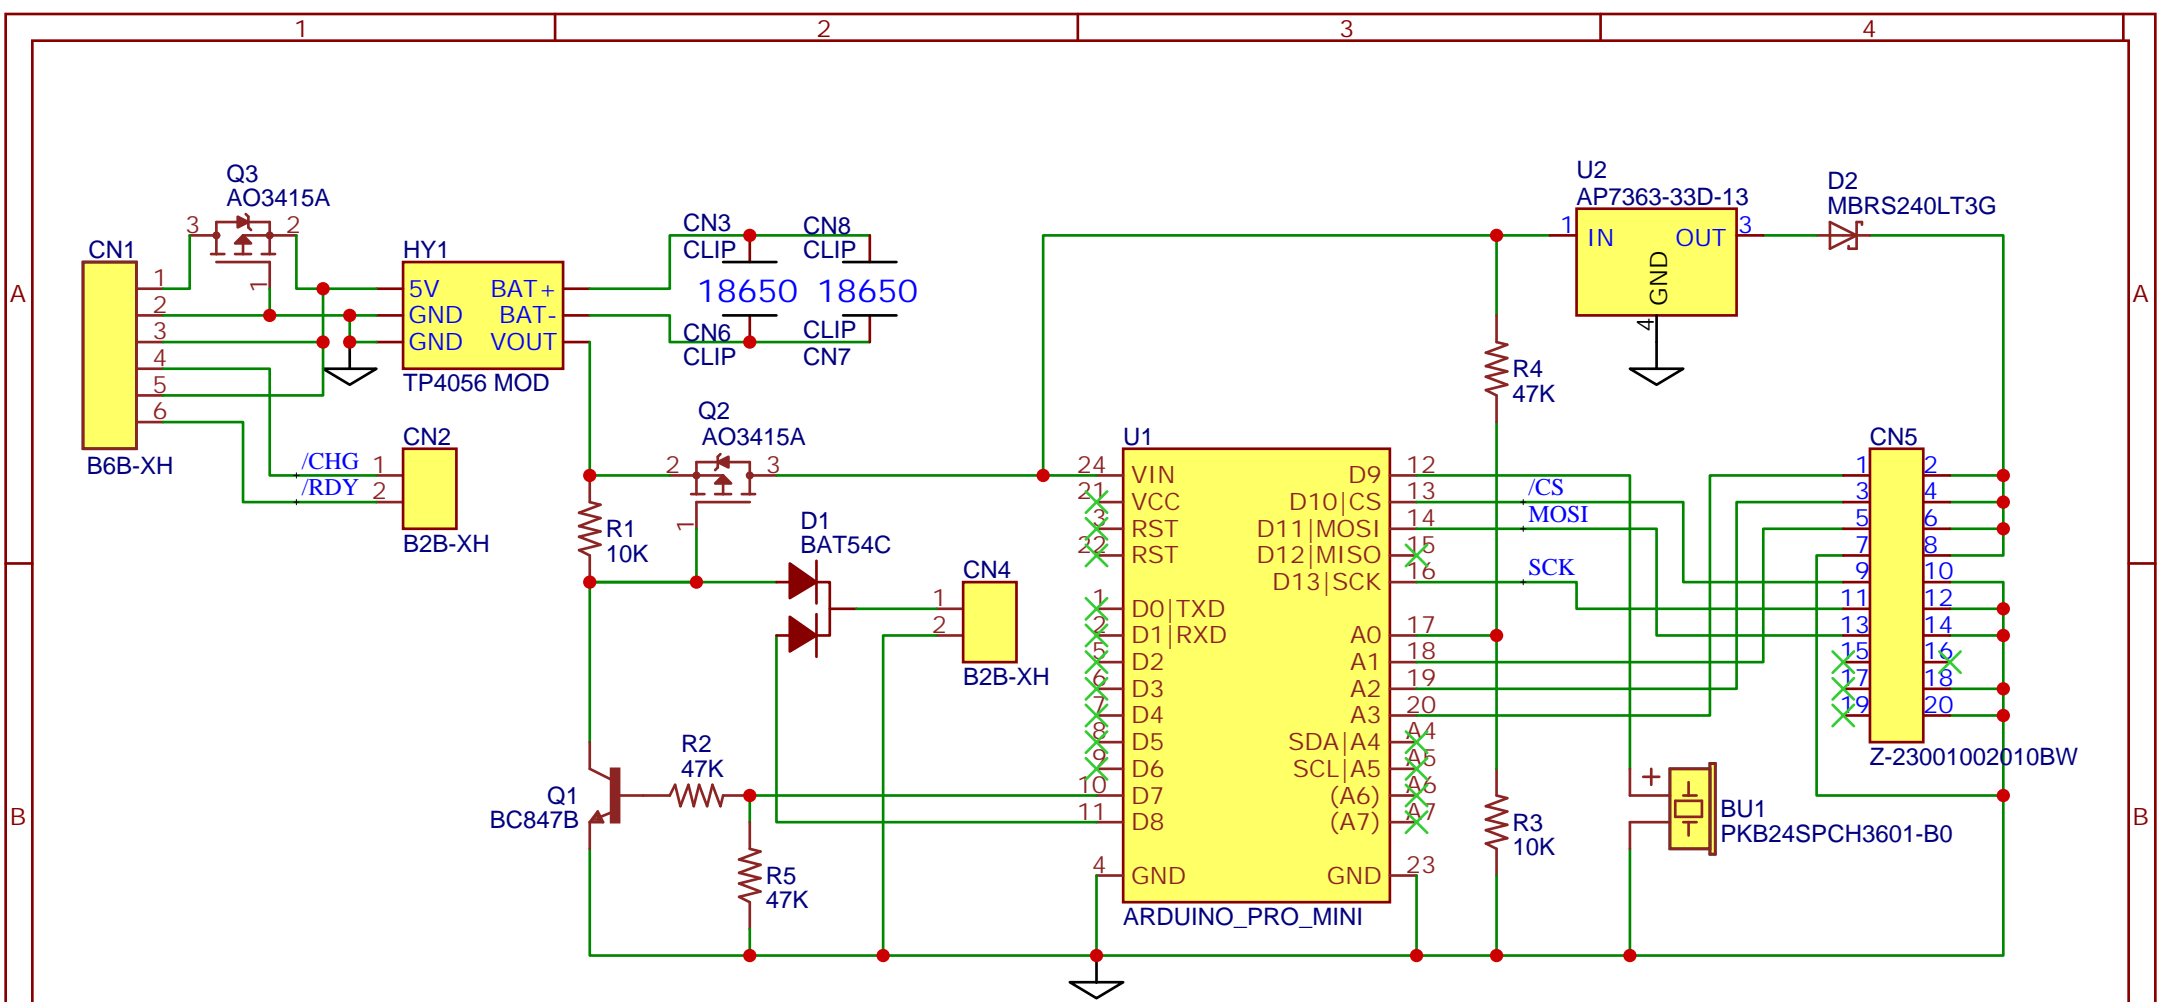 1 2 3 4
A A
B B
Q3
AO3415A
3 2
1
CN1
1
2
3
4
5
6
B6B-XH
HY1
5V BAT+
GND BAT-
GND VOUT
TP4056 MOD
CN3 CN8
CLIP CLIP
18650 18650
CN6 CLIP
CLIP CN7
CN2
/CHG 1
/RDY 2
B2B-XH
Q2
AO3415A
2 3
1
R1
10K
D1
BAT54C
CN4
1
2
B2B-XH
R2
47K
Q1
BC847B
R5
47K
U1
24 VIN D9 12
21 VCC D10|CS 13
3 RST D11|MOSI 14
22 RST D12|MISO 15
D13|SCK 16
1 D0|TXD
2 D1|RXD A0 17
5 D2 A1 18
6 D3 A2 19
7 D4 A3 20
8 D5 SDA|A4 A4
9 D6 SCL|A5 A5
10 D7 (A6) A6
11 D8 (A7) A7
4 GND GND 23
ARDUINO_PRO_MINI
/CS
MOSI
SCK
R4
47K
R3
10K
U2
AP7363-33D-13
1 IN OUT 3
GND
4
D2
MBRS240LT3G
CN5
1 2
3 4
5 6
7 8
9 10
11 12
13 14
15 16
17 18
19 20
Z-23001002010BW
+
BU1
PKB24SPCH3601-B0